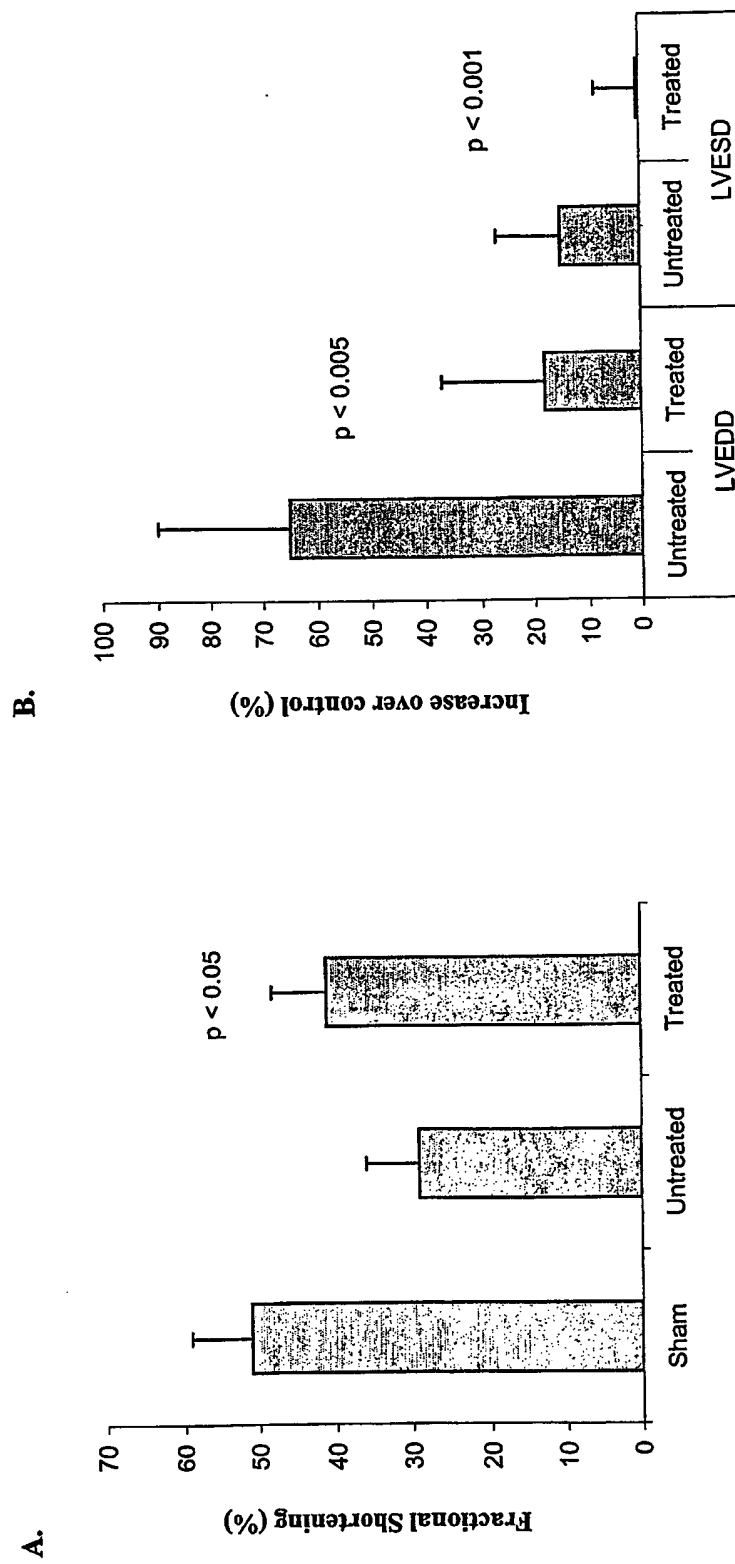 A.
Fractional Shortening (%)
70
60
50
40
30
20
10
0
Sham
Untreated
Treated
p < 0.05
B.
Increase over control (%)
100
90
80
70
60
50
40
30
20
10
0
p < 0.005
p < 0.001
Untreated
Treated
Untreated
Treated
LVEDD
LVESD